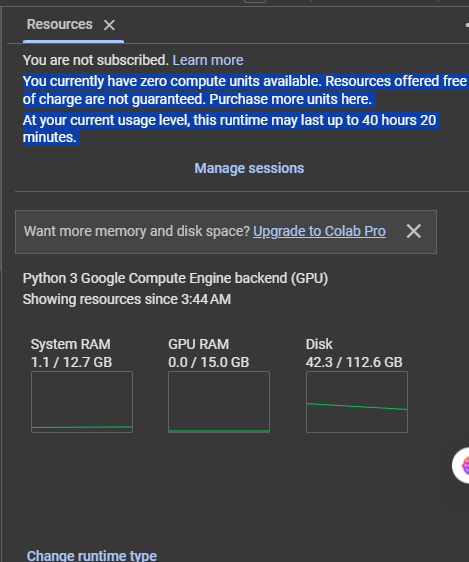 Resources
You are not subscribed. Learn more
You currently have zero compute units available. Resources offered free
of charge are not guaranteed. Purchase more units here.
At your current usage level, this runtime may last up to 40 hours 20
minutes.
Manage sessions
Want more memory and disk space? Upgrade to Colab Pro
Python 3 Google Compute Engine backend (GPU)
Showing resources since 3:44 AM
System RAM GPU RAM Disk
1.1 / 12.7 GB 0.0 / 15.0 GB 42.3 / 112.6 GB
Change runtime type